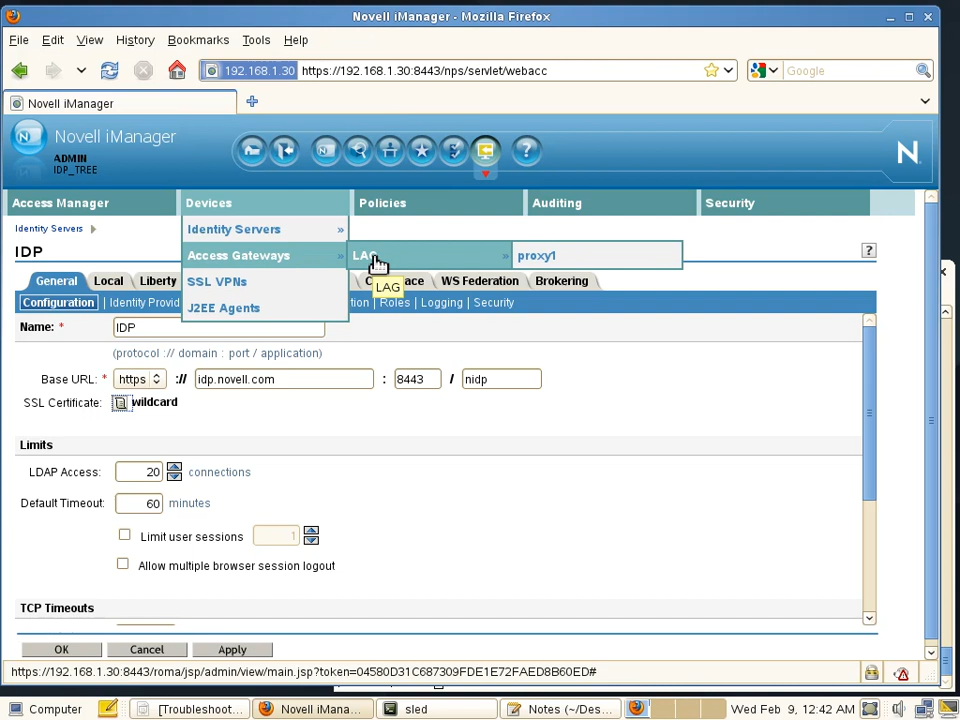 Novell iManager - Mozilla Firefox
File Edit View History Bookmarks Tools Help
192.168.1.30 https://192.168.1.30:8443/nps/servlet/webacc
Google
Novell iManager
Novell iManager
ADMIN
IDP_TREE
N
Access Manager Devices Policies Auditing Security
Identity Servers
Identity Servers »
IDP ?
Access Gateways » LAG » proxy1
LAG
General Local Liberty ace WS Federation Brokering
SSL VPNs
Configuration | Identity Provid tion | Roles | Logging | Security
J2EE Agents
Name: * IDP
(protocol :// domain : port / application)
Base URL: * https :// idp.novell.com : 8443 / nidp
SSL Certificate: wildcard
Limits
LDAP Access: 20 connections
Default Timeout: 60 minutes
Limit user sessions 1
Allow multiple browser session logout
TCP Timeouts
OK Cancel Apply
https://192.168.1.30:8443/roma/jsp/admin/view/main.jsp?token=04580D31C687309FDE1E72FAED8B60ED#
Computer [Troubleshoot... Novell iMana... sled Notes (~/Des... Wed Feb 9, 12:42 AM